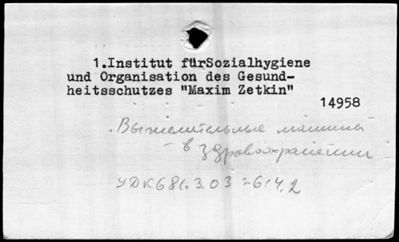 1.Institut fürSozialhygiene
und Organisation des Gesund-
heitsschutzes "Maxim Zetkin"
14958
Вычислительные машины
в здравоохранении
УДК 681.3.03 ~ 614.2